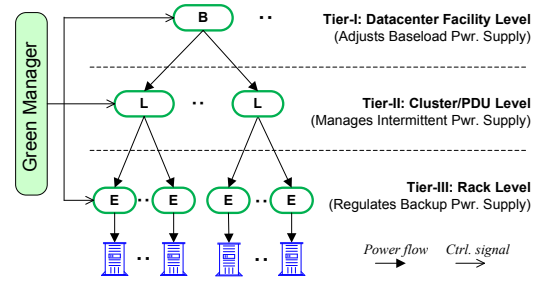 Green Manager
B
Tier-I: Datacenter Facility Level
(Adjusts Baseload Pwr. Supply)
L
L
Tier-II: Cluster/PDU Level
(Manages Intermittent Pwr. Supply)
E
E
E
E
Tier-III: Rack Level
(Regulates Backup Pwr. Supply)
Power flow
Ctrl. signal